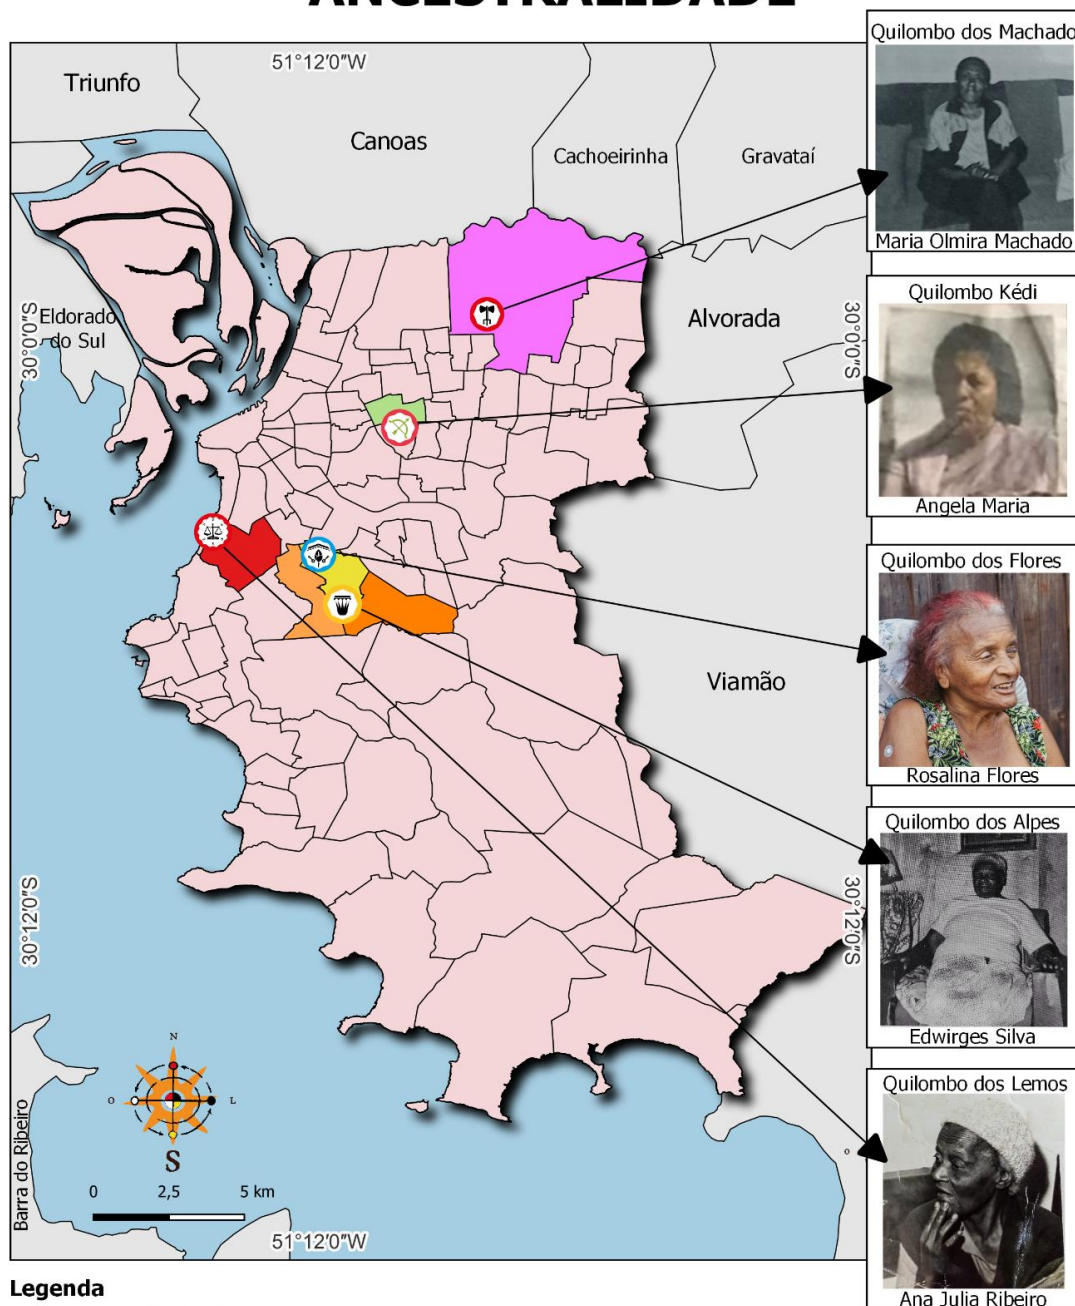 ANCESTRALIDADE
Triunfo
51°12'0"W
Canoas
Cachoeirinha
Gravataí
Quilombo dos Machado
Maria Olmira Machado
Eldorado
do Sul
30°0'0"S
Alvorada
30°0'0"S
Quilombo Kédi
Angela Maria
Quilombo dos Flores
Rosalina Flores
Viamão
Quilombo dos Alpes
Edwirges Silva
30°12'0"S
30°12'0"S
Quilombo dos Lemos
Ana Julia Ribeiro
N
O
L
S
Barra do Ribeiro
0 2,5 5 km
51°12'0"W
o
Legenda